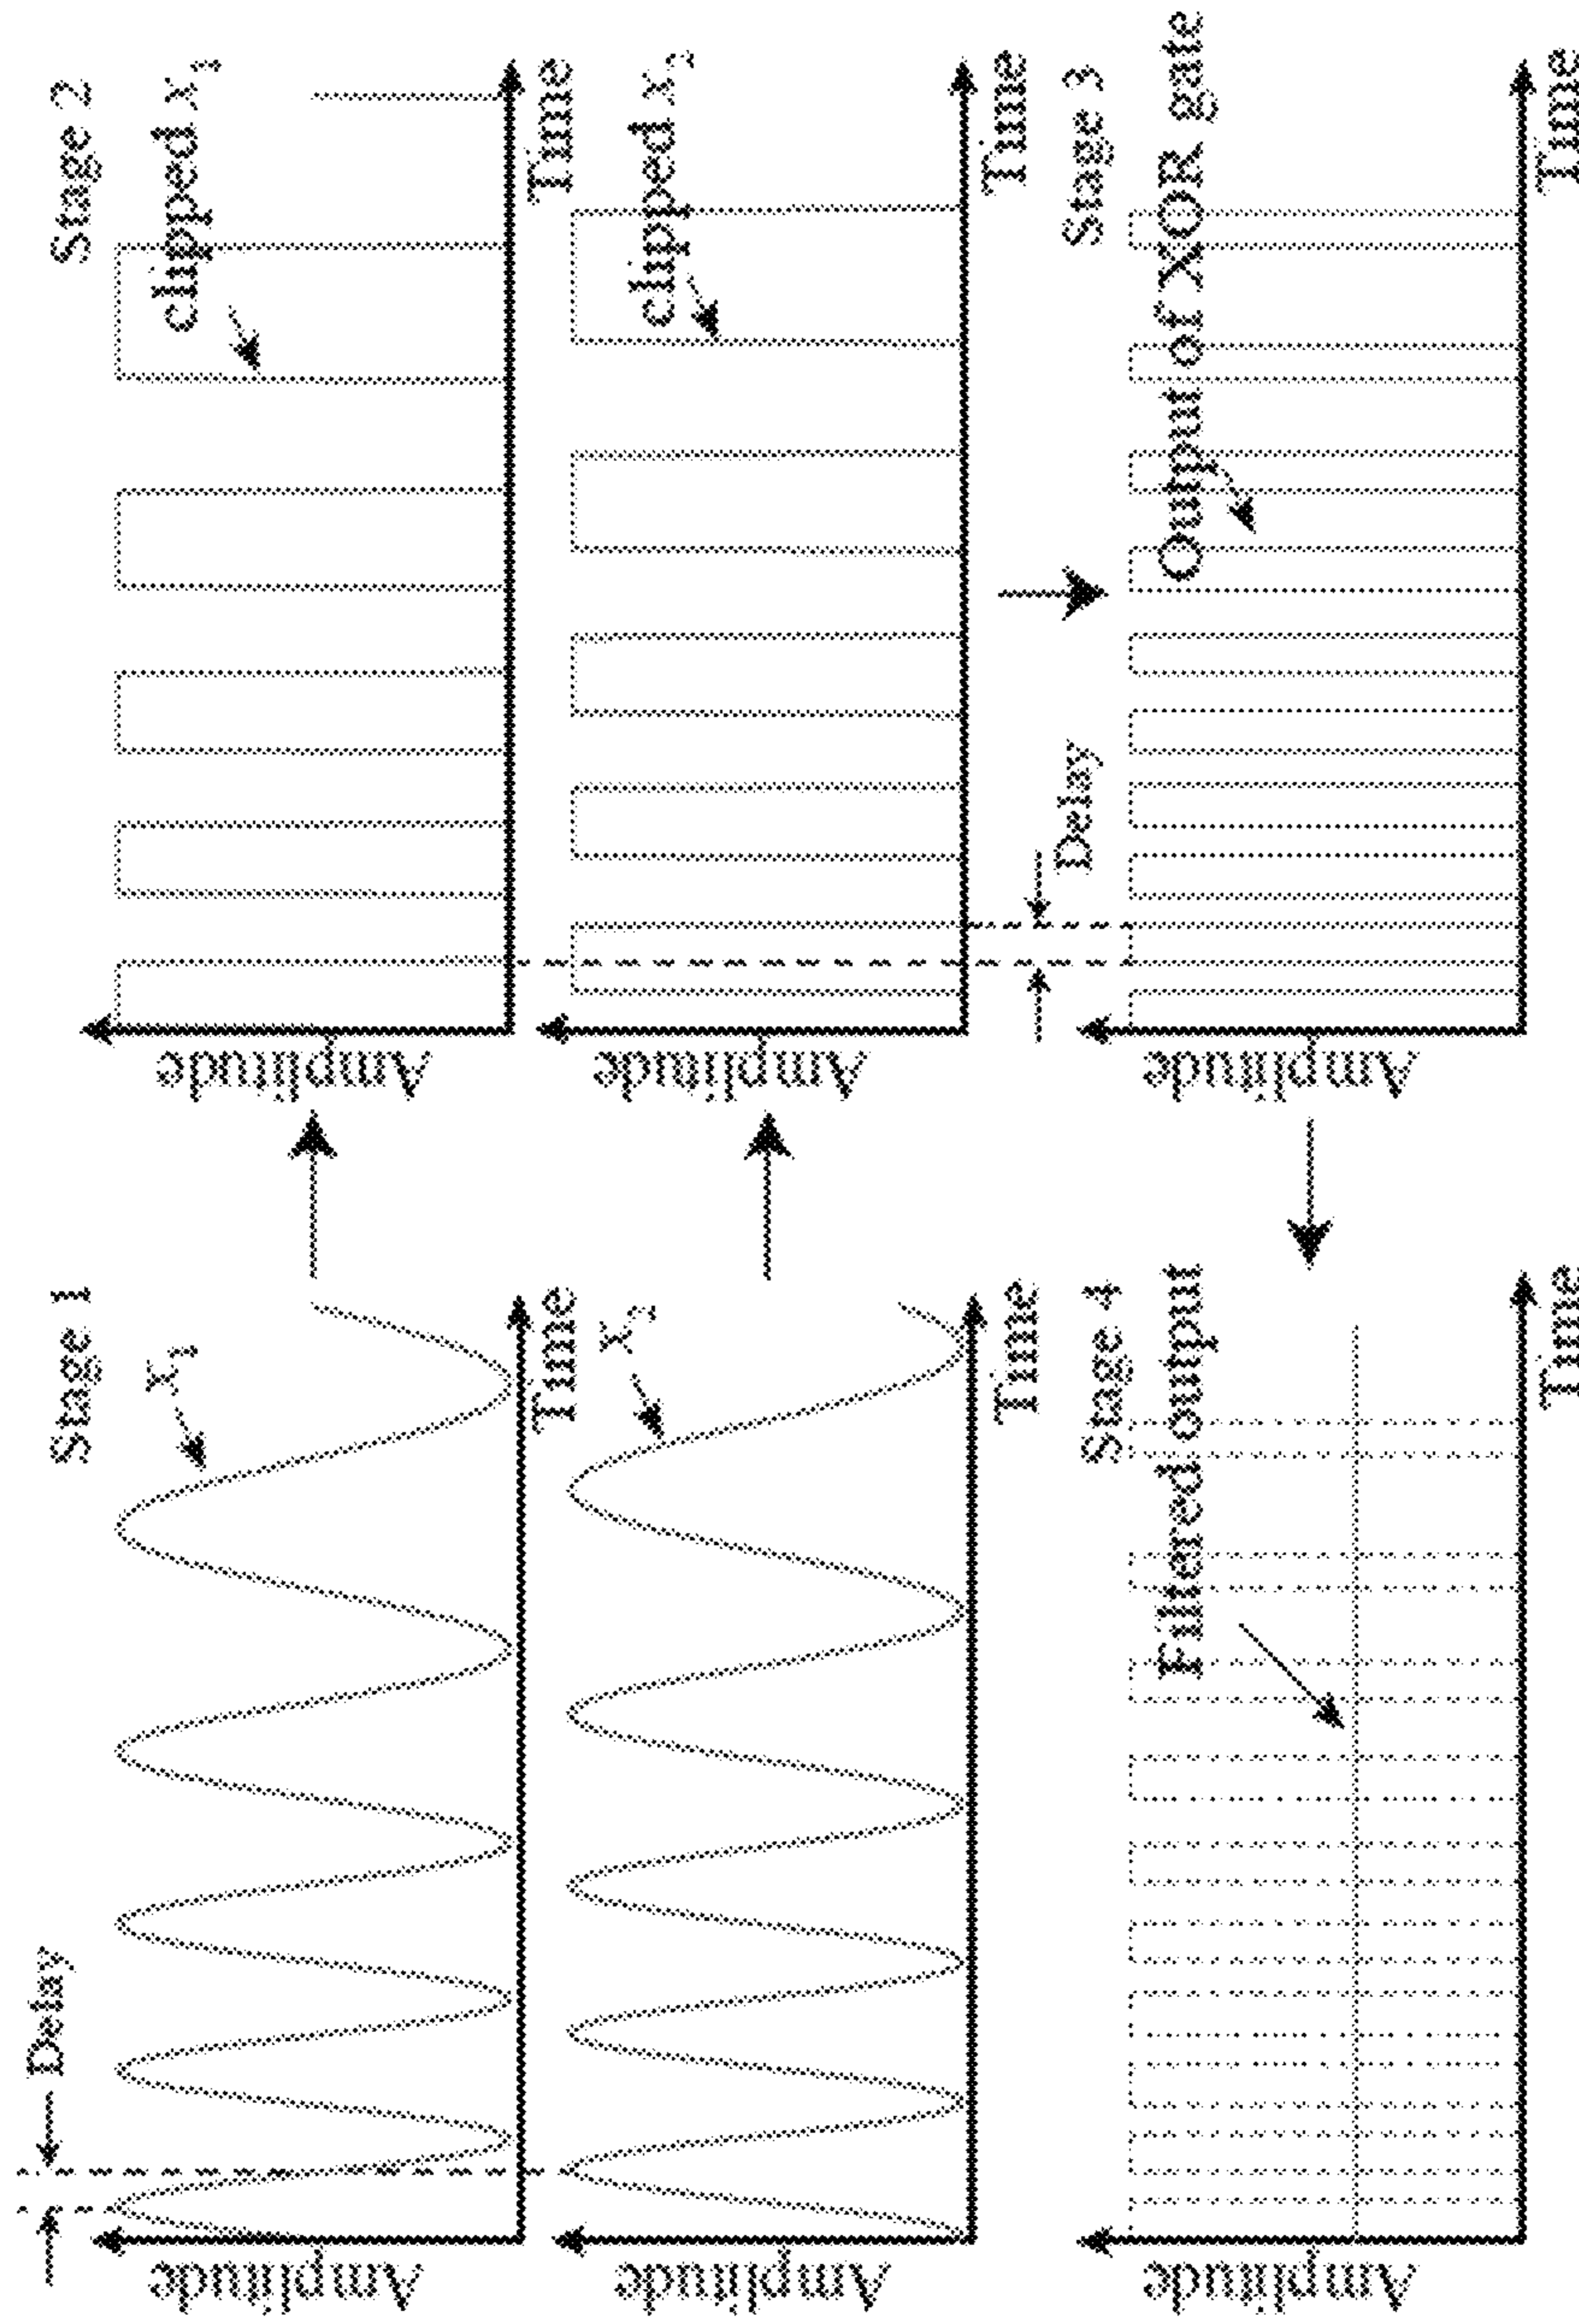 Delay
Stage 1
x1
Amplitude
Time
x2
Amplitude
Time
Stage 2
clipped x1
Amplitude
Time
clipped x2
Amplitude
Time
Delay
Stage 3
Output of XOR gate
Amplitude
Time
Stage 4
Filtered output
Amplitude
Time